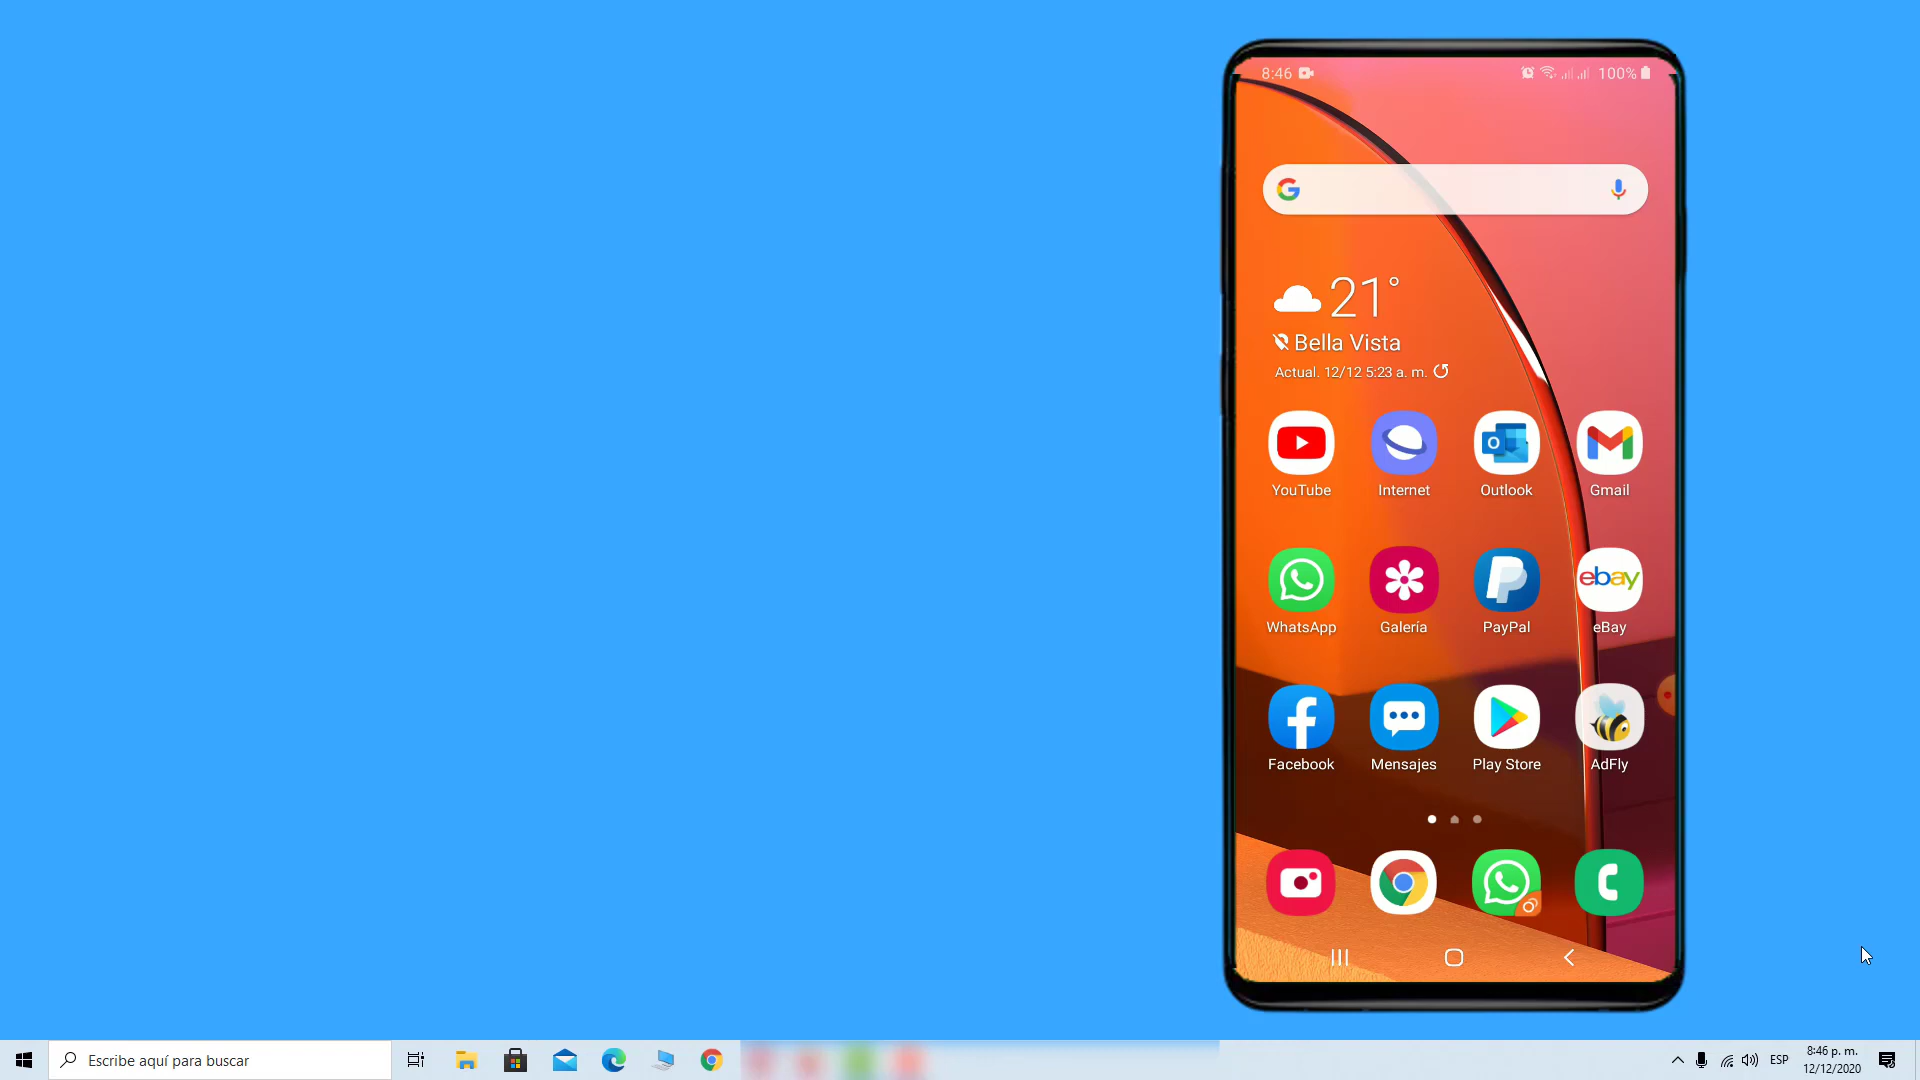 8:46
100%
21°
Bella Vista
Actual. 12/12 5:23 a. m.
YouTube
Internet
Outlook
Gmail
ebay
WhatsApp
Galería
PayPal
eBay
Facebook
Mensajes
Play Store
AdFly
Escribe aquí para buscar
ESP
8:46 p. m.
12/12/2020